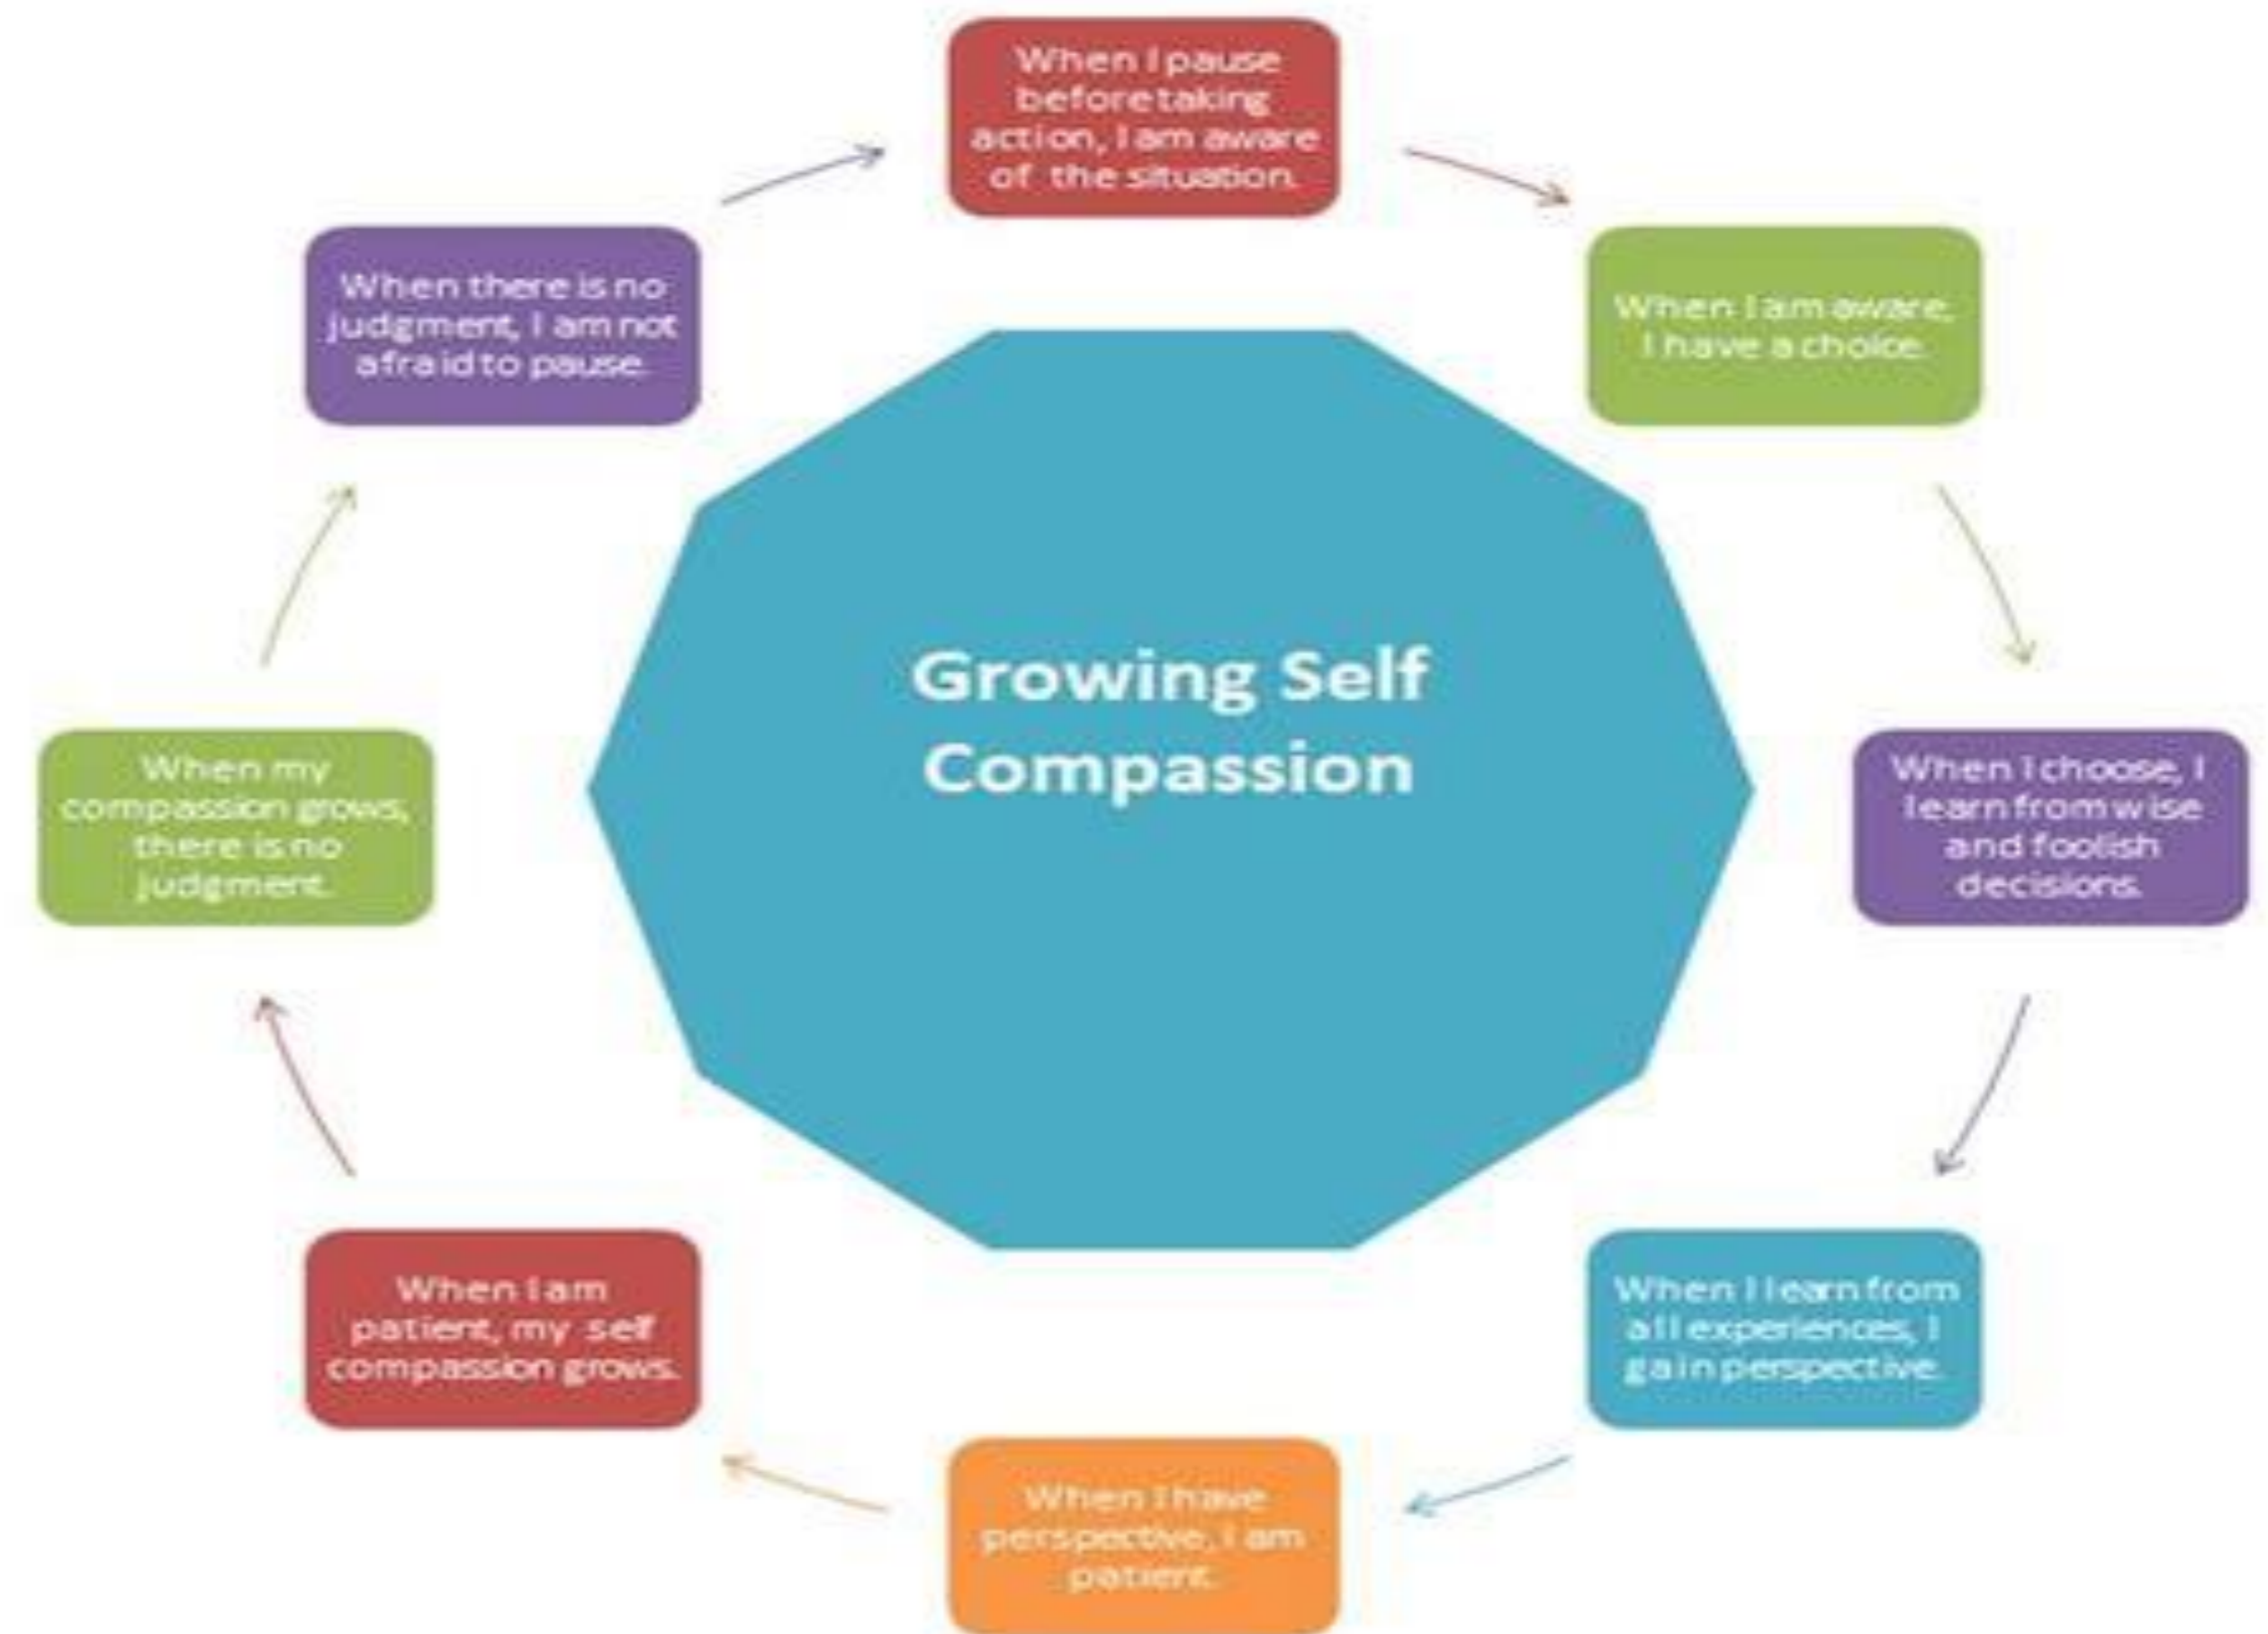 When I pause
before taking
action, I am aware
of the situation.
When I am aware,
I have a choice.
When I choose, I
learn from wise
and foolish
decisions.
When I learn from
all experiences, I
gain perspective.
When I have
perspective, I am
patient.
When I am
patient, my self
compassion grows.
When my
compassion grows,
there is no
judgment.
When there is no
judgment, I am not
afraid to pause.
Growing Self
Compassion